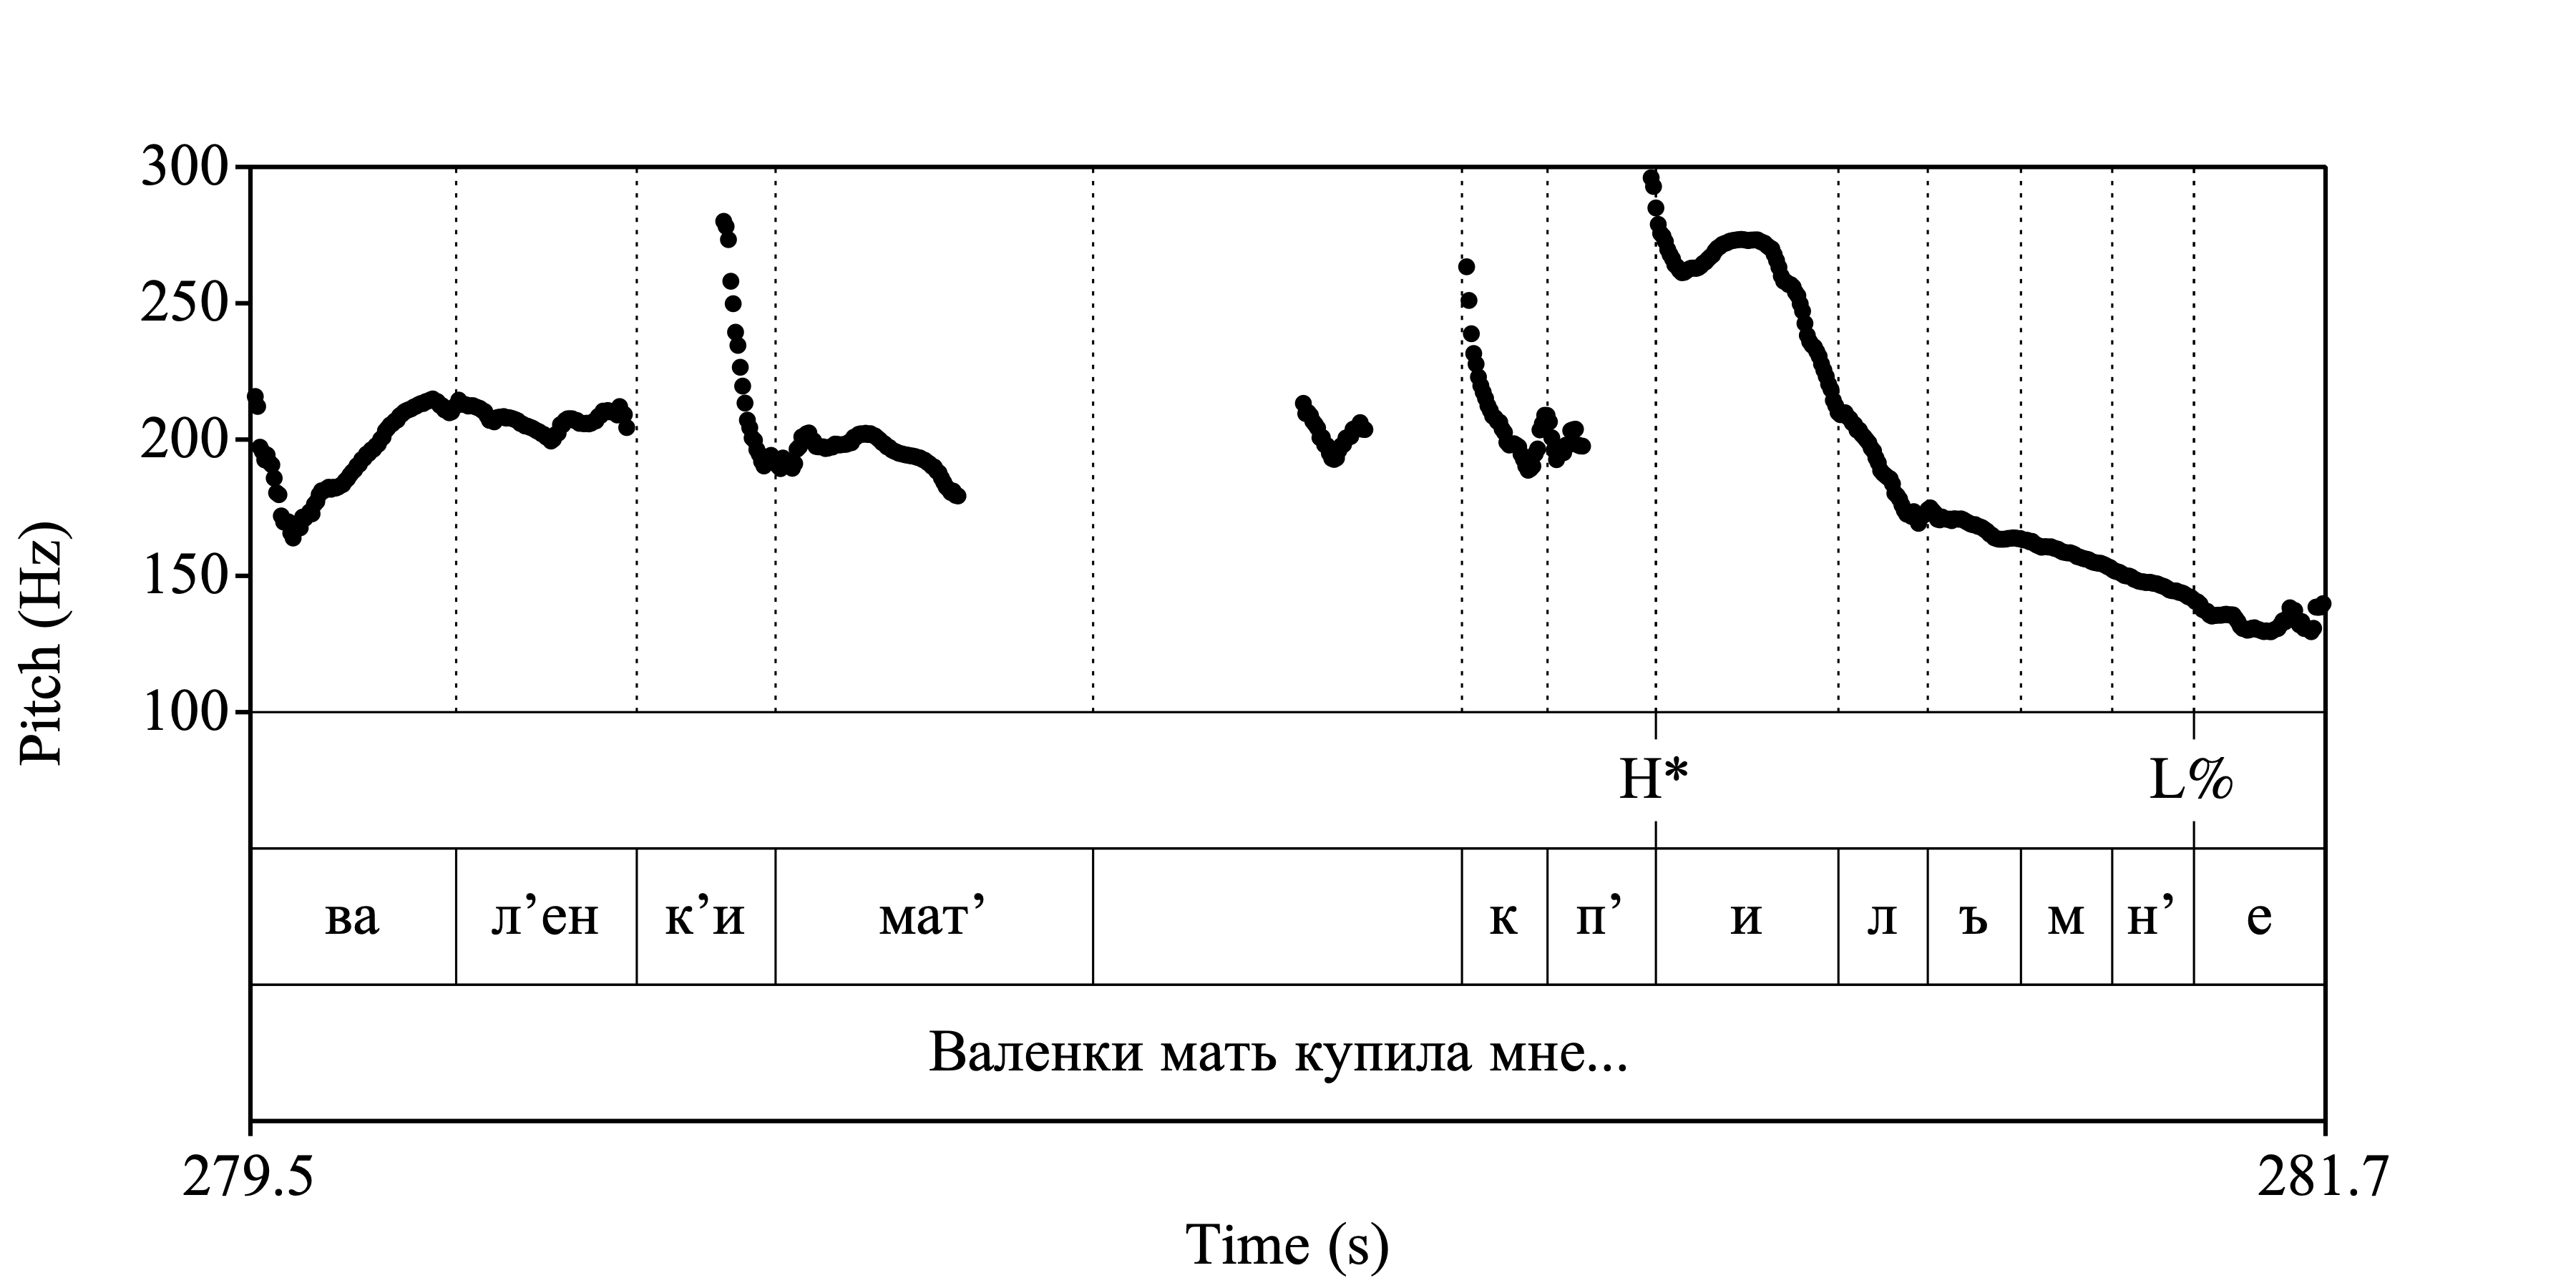 300
250
200
150
100
Pitch (Hz)
H* L%
ва л’ен к’и мат’ к п’ и л ъ м н’ е
Валенки мать купила мне...
279.5 281.7
Time (s)